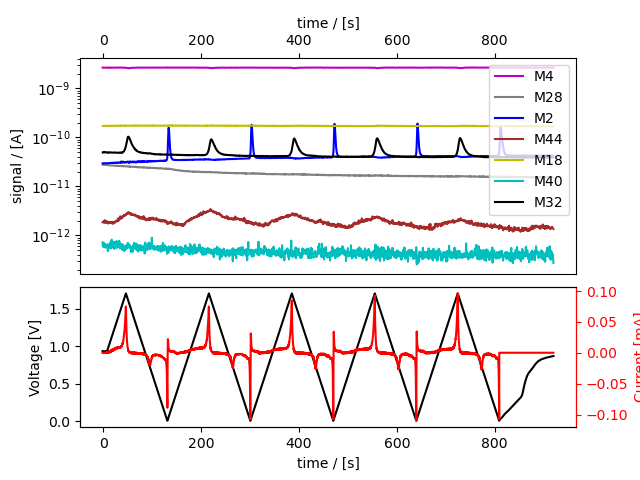 time / [s]
0 200 400 600 800
signal / [A]
10⁻⁹
10⁻¹⁰
10⁻¹¹
10⁻¹²
M4
M28
M2
M44
M18
M40
M32
Voltage [V]
1.5
1.0
0.5
0.0
0.10
0.05
0.00
−0.05
−0.10
Current [mA]
0 200 400 600 800
time / [s]